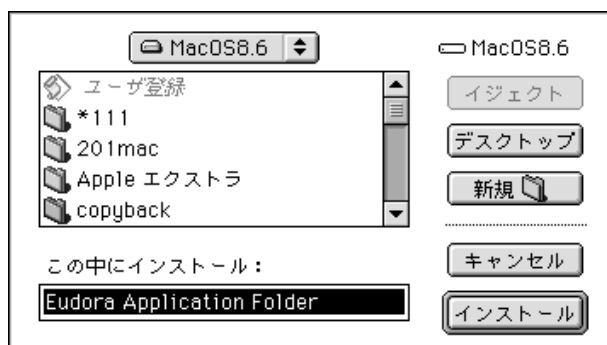 MacOS8.6
MacOS8.6
ユーザ登録
*111
201mac
Apple エクストラ
copyback
イジェクト
デスクトップ
新規
この中にインストール：
Eudora Application Folder
キャンセル
インストール